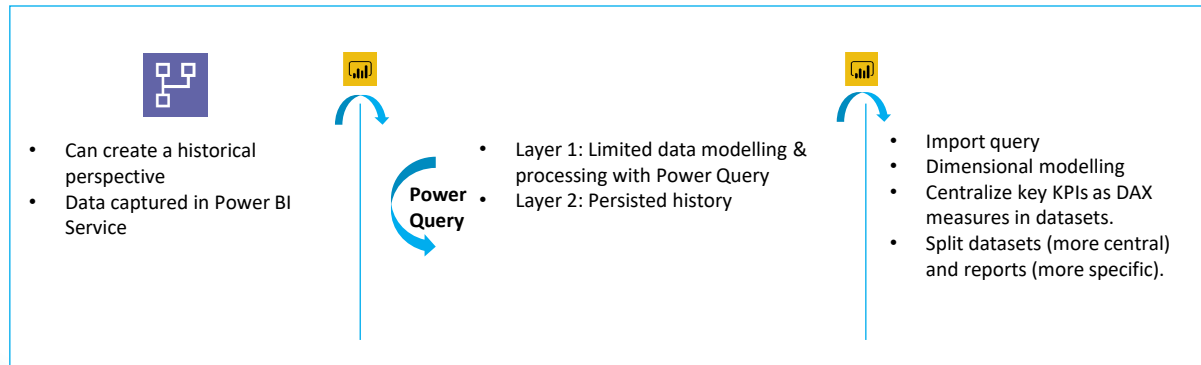 • Can create a historical
perspective
• Data captured in Power BI
Service
Power
Query
• Layer 1: Limited data modelling &
processing with Power Query
• Layer 2: Persisted history
• Import query
• Dimensional modelling
• Centralize key KPIs as DAX
measures in datasets.
• Split datasets (more central)
and reports (more specific).